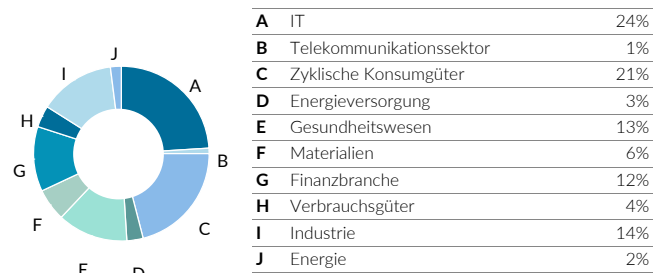 A IT 24%
B Telekommunikationssektor 1%
C Zyklische Konsumgüter 21%
D Energieversorgung 3%
E Gesundheitswesen 13%
F Materialien 6%
G Finanzbranche 12%
H Verbrauchsgüter 4%
I Industrie 14%
J Energie 2%
J
I
A
H
B
G
F
C
E
D